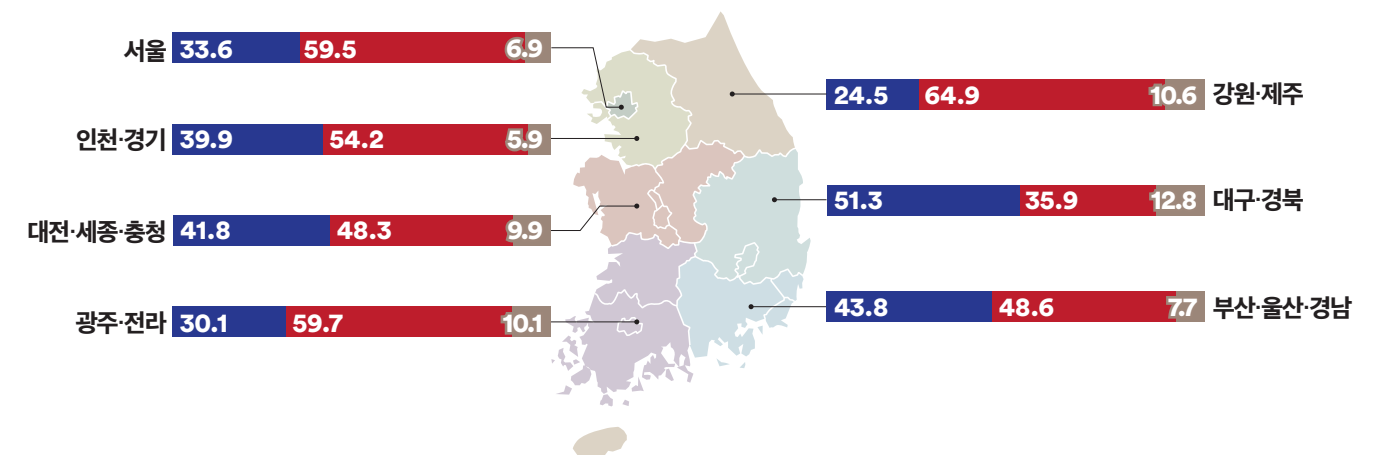 서울 33.6 59.5 6.9
인천·경기 39.9 54.2 5.9
대전·세종·충청 41.8 48.3 9.9
광주·전라 30.1 59.7 10.1
24.5 64.9 10.6 강원·제주
51.3 35.9 12.8 대구·경북
43.8 48.6 7.7 부산·울산·경남